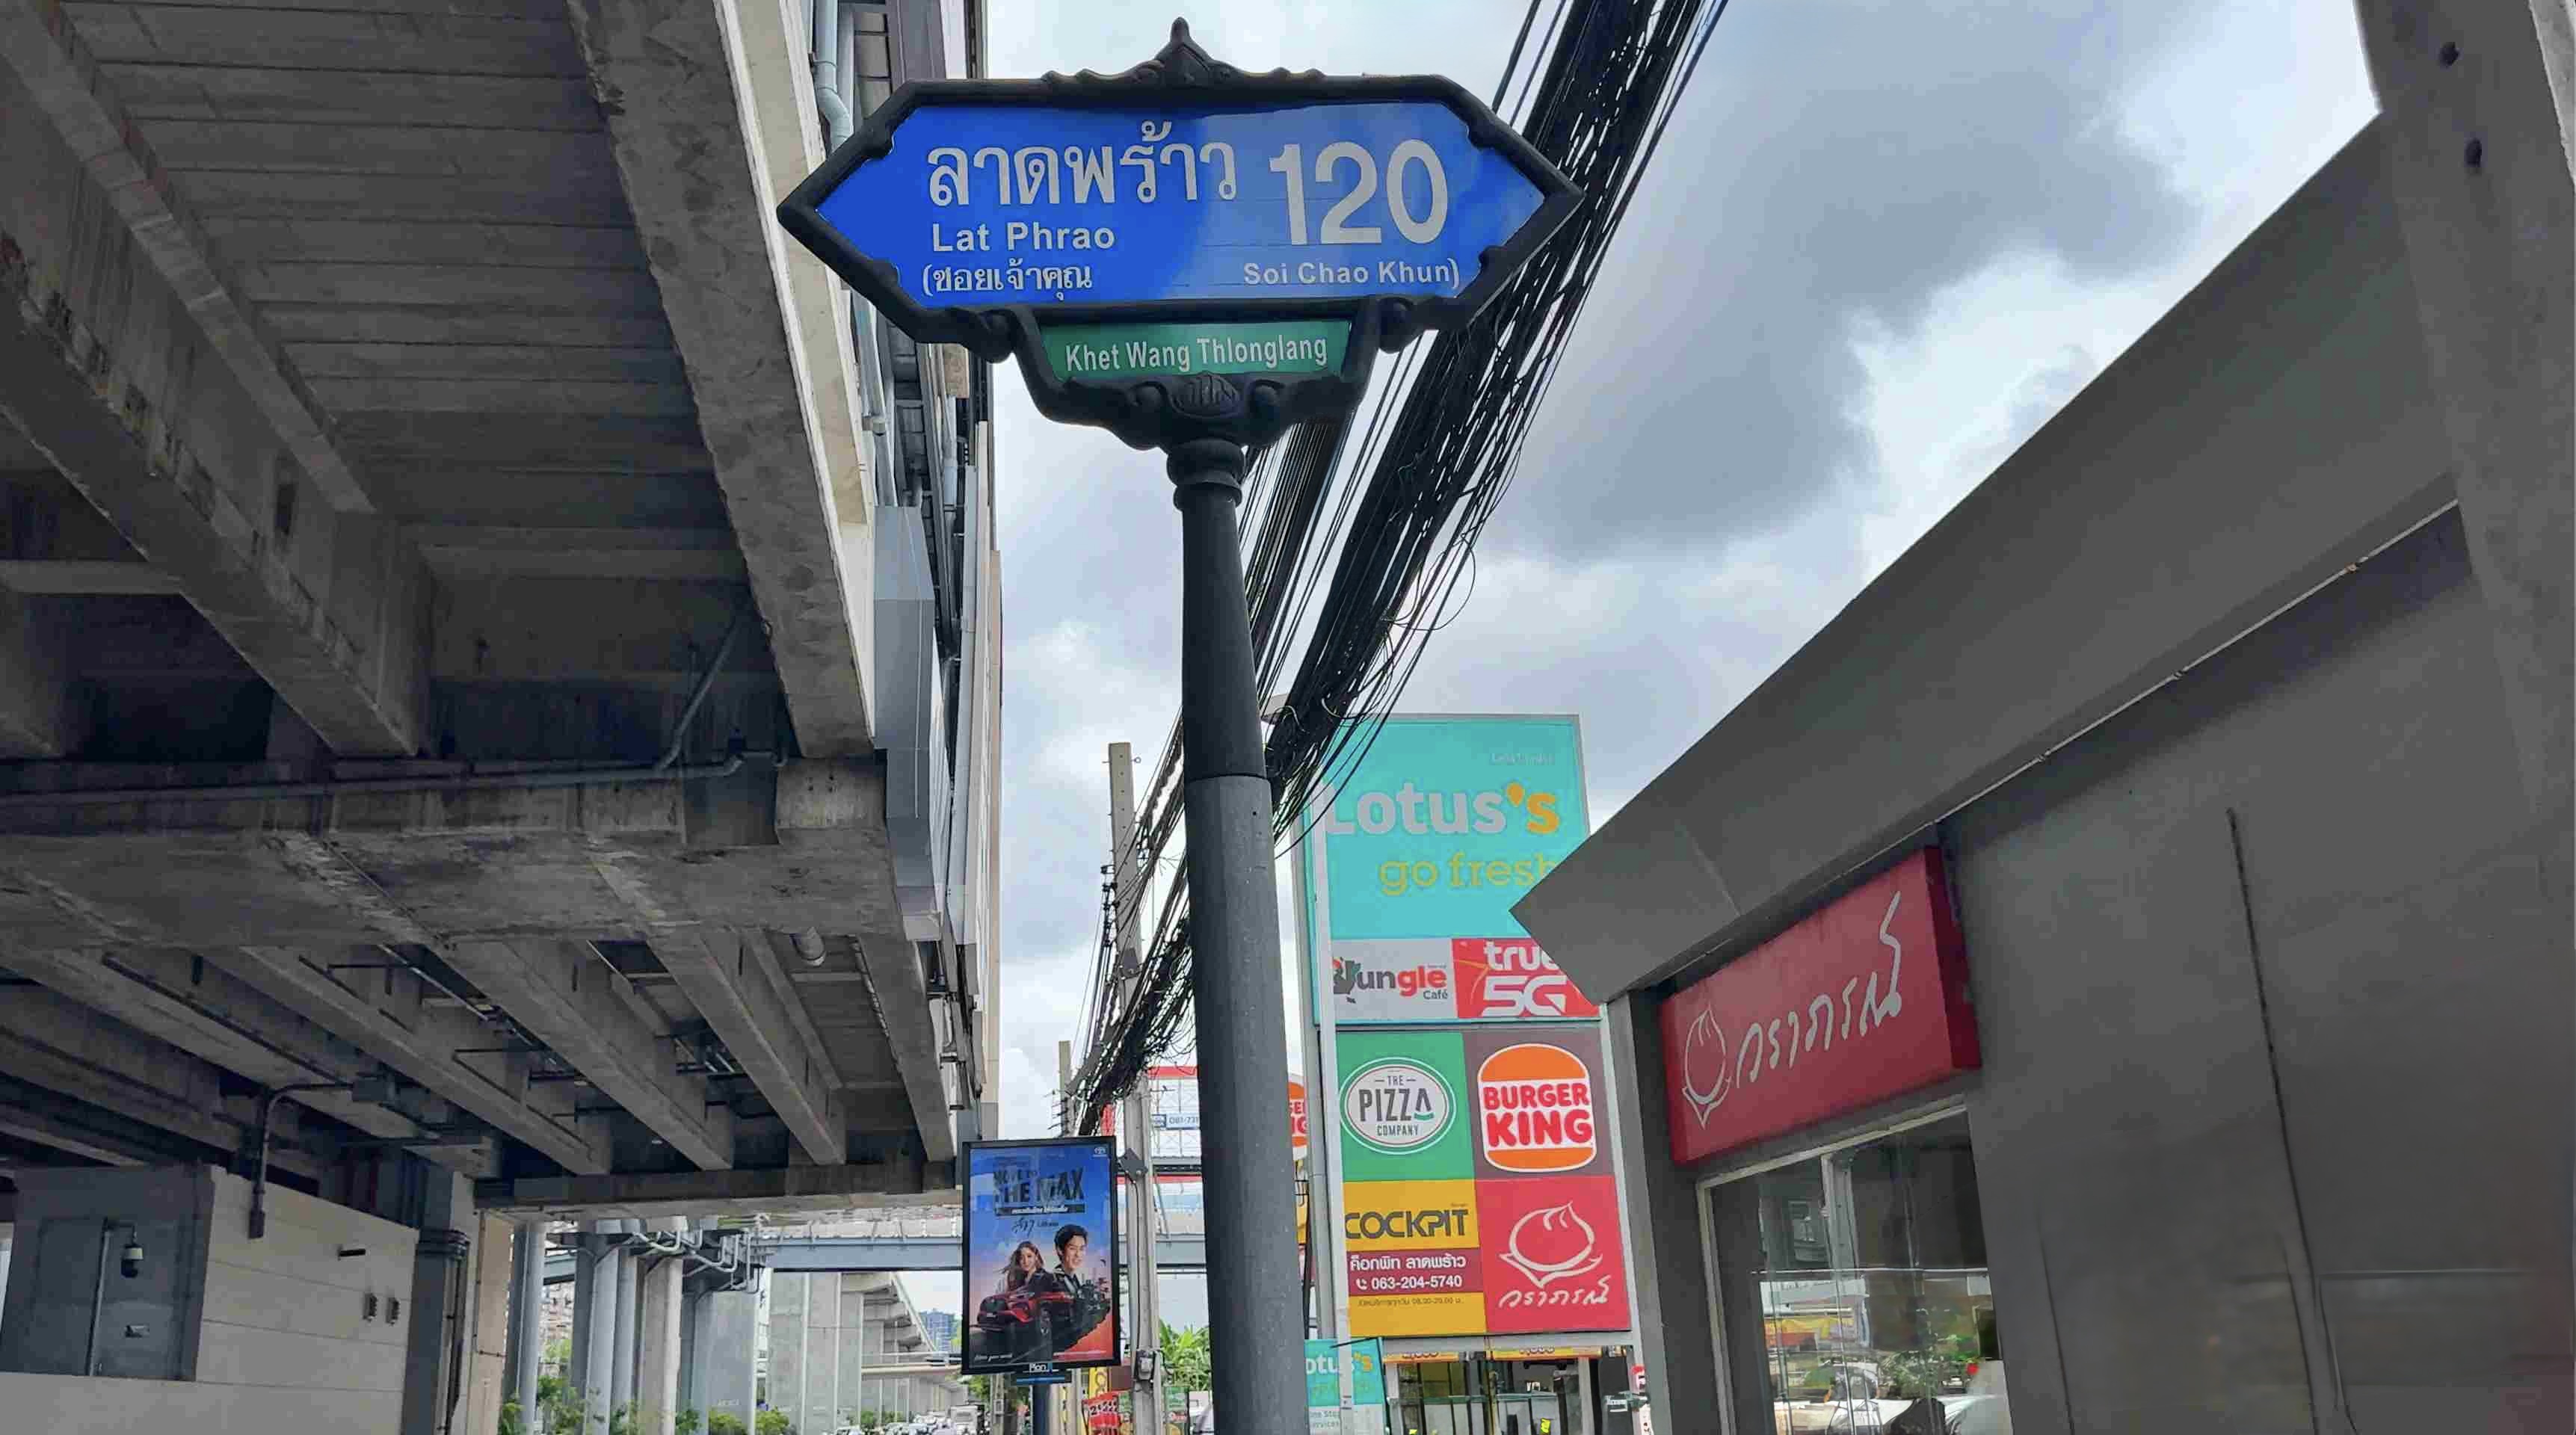 ลาดพร้าว 120
Lat Phrao
(ซอยเจ้าคุณ Soi Chao Khun)
Khet Wang Thlonglang
Lotus's
go fresh
Jungle
Café
true
5G
THE
PIZZA
COMPANY
BURGER
KING
COCKPIT
ค็อกพิท ลาดพร้าว
063-204-5740
วราภรณ์
วราภรณ์
THE MAX
Plan